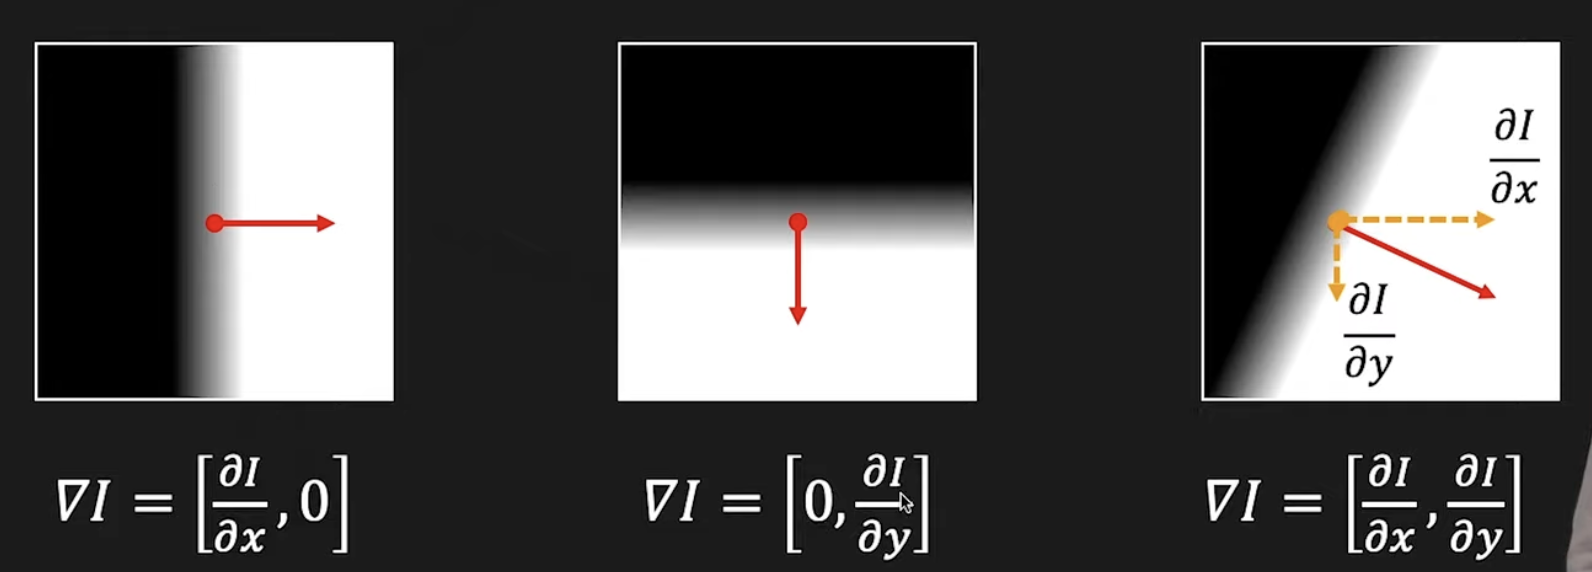 ∂I/∂x
∂I/∂y
∇I = [∂I/∂x, 0]
∇I = [0, ∂I/∂y]
∇I = [∂I/∂x, ∂I/∂y]